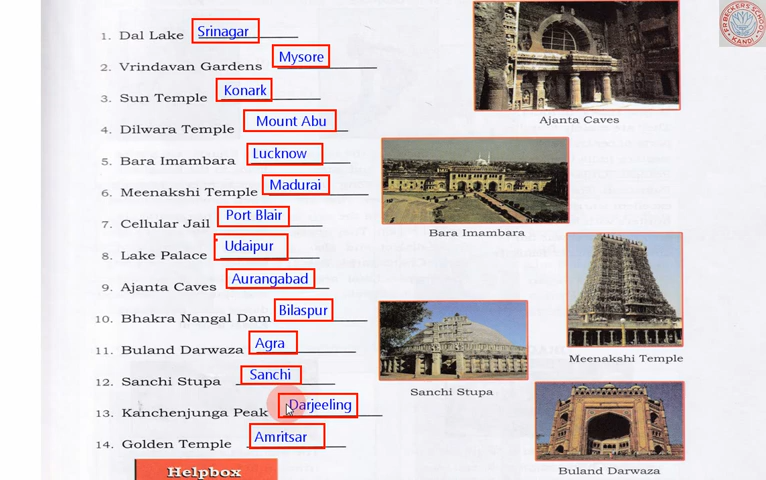 1. Dal Lake Srinagar
2. Vrindavan Gardens Mysore
3. Sun Temple Konark
4. Dilwara Temple Mount Abu
5. Bara Imambara Lucknow
6. Meenakshi Temple Madurai
7. Cellular Jail Port Blair
8. Lake Palace Udaipur
9. Ajanta Caves Aurangabad
10. Bhakra Nangal Dam Bilaspur
11. Buland Darwaza Agra
12. Sanchi Stupa Sanchi
13. Kanchenjunga Peak Darjeeling
14. Golden Temple Amritsar
Helpbox
Ajanta Caves
Bara Imambara
Meenakshi Temple
Sanchi Stupa
Buland Darwaza
BECKERS SCHOOL
KANDI